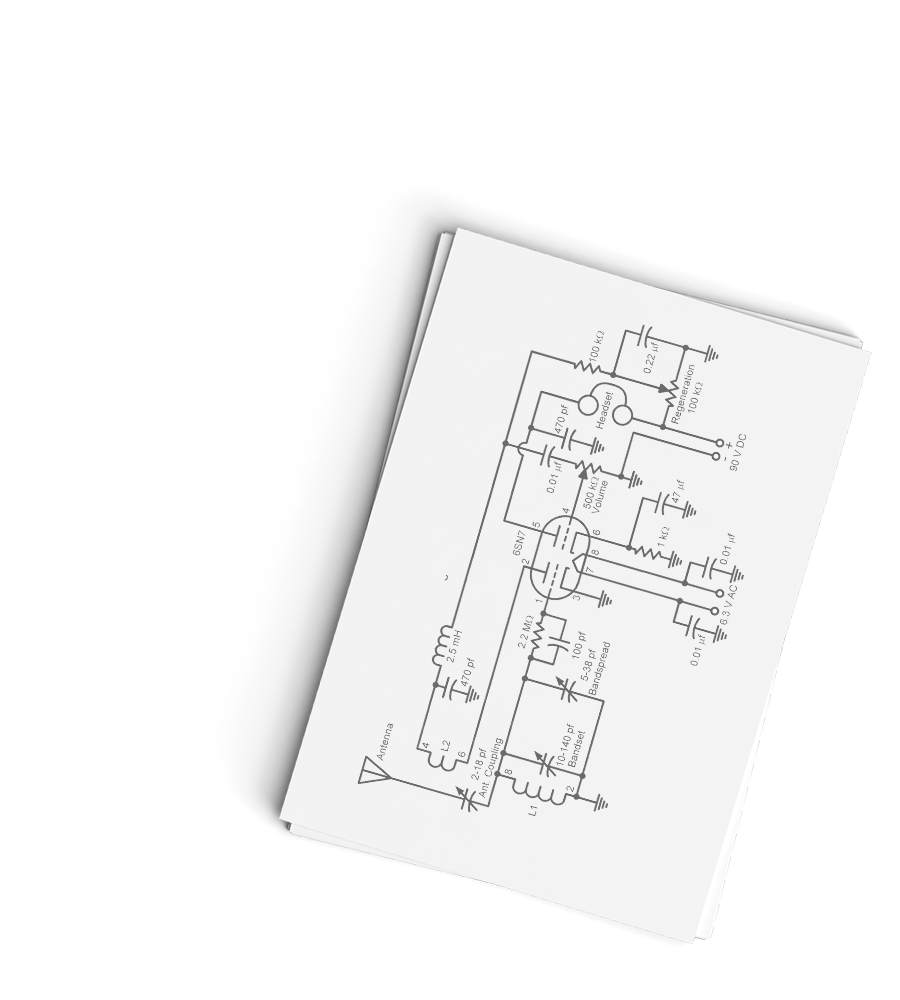 Antenna
2-18 pf
Ant. Coupling
4
L2
6
470 pf
2.5 mH
8
L1
2
10-140 pf
Bandset
5-38 pf
Bandspread
2.2 MΩ
100 pf
1
2
6SN7
5
3
7
8
6
4
0.01 µf
470 pf
500 kΩ
Volume
Headset
100 kΩ
0.22 µf
Regeneration
100 kΩ
1 kΩ
47 µf
- +
90 V DC
0.01 µf
6.3 V AC
0.01 µf